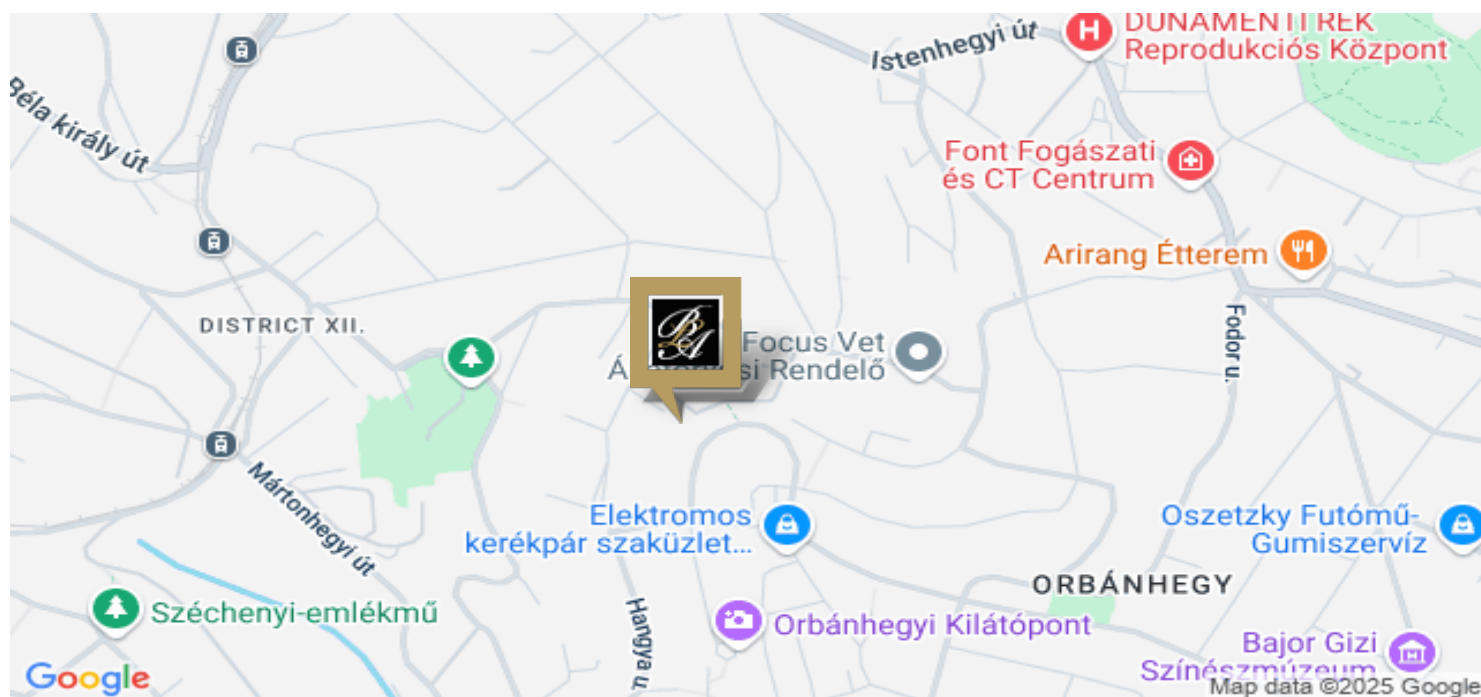 DUNAMENTI REK
Reprodukciós Központ
Istenhegyi út
Béla király út
Font Fogászati
és CT Centrum
Arirang Étterem
DISTRICT XII.
Fodor u.
BA
Focus Vet
Rendelő
Mártonhegyi út
Elektromos
kerékpár szaküzlet...
Oszetzky Futómű-
Gumiszervíz
ORBÁNHEGY
Széchenyi-emlékmű
Hangya u.
Orbánhegyi Kilátópont
Bajor Gizi
Színészmúzeum
Google
Map data ©2025 Google